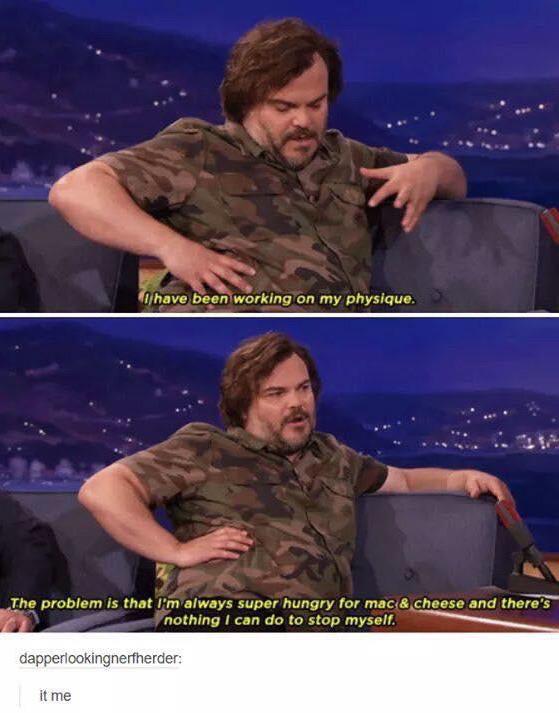 I have been working on my physique.
The problem is that I'm always super hungry for mac & cheese and there's
nothing I can do to stop myself.
dapperlookingnerfherder:
it me